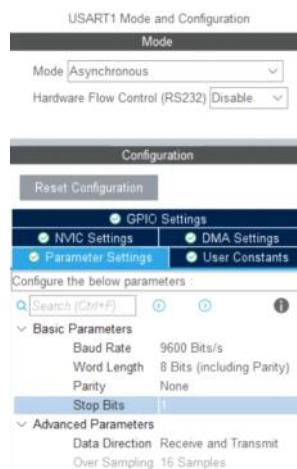 USART1 Mode and Configuration
Mode
Mode Asynchronous
Hardware Flow Control (RS232) Disable
Configuration
Reset Configuration
GPIO Settings
NVIC Settings DMA Settings
Parameter Settings User Constants
Configure the below parameters :
Search (Ctrl+F)
Basic Parameters
Baud Rate 9600 Bits/s
Word Length 8 Bits (including Parity)
Parity None
Stop Bits 1
Advanced Parameters
Data Direction Receive and Transmit
Over Sampling 16 Samples